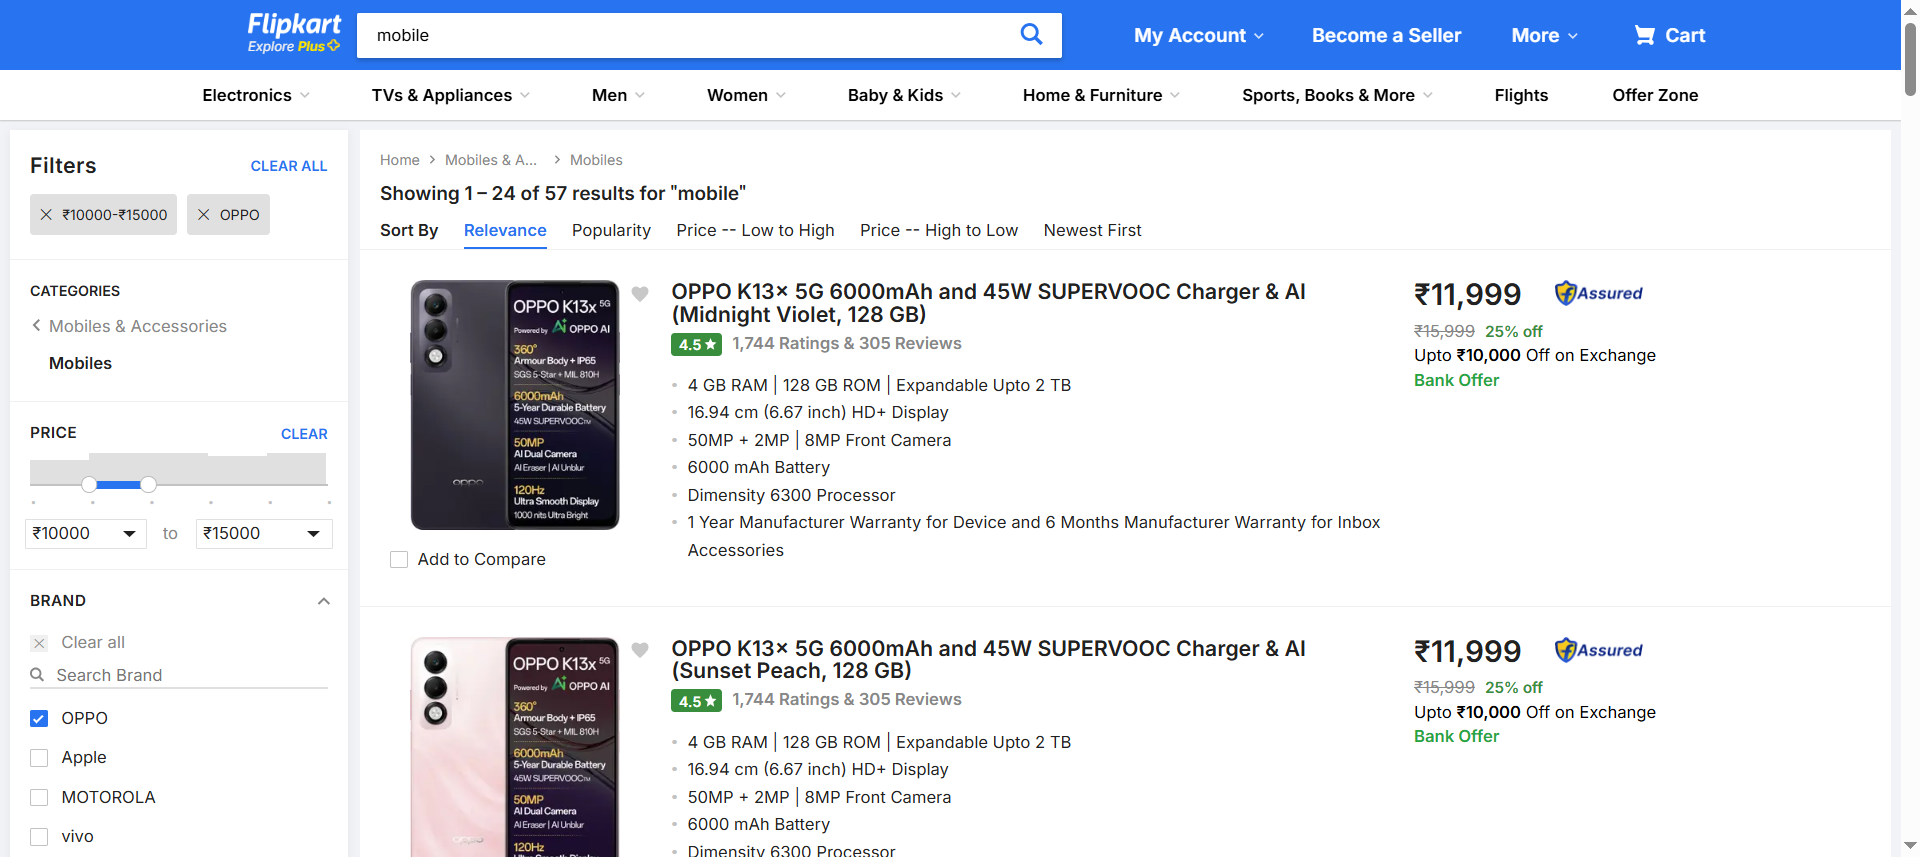 Flipkart
Explore Plus
mobile
My Account
Become a Seller
More
Cart
Electronics
TVs & Appliances
Men
Women
Baby & Kids
Home & Furniture
Sports, Books & More
Flights
Offer Zone
Filters
CLEAR ALL
₹10000-₹15000
OPPO
CATEGORIES
Mobiles & Accessories
Mobiles
PRICE
CLEAR
₹10000
to
₹15000
BRAND
Clear all
Search Brand
OPPO
Apple
MOTOROLA
vivo
Home
Mobiles & A...
Mobiles
Showing 1 – 24 of 57 results for "mobile"
Sort By
Relevance
Popularity
Price -- Low to High
Price -- High to Low
Newest First
OPPO K13x 5G
Powered by Ai OPPO AI
360°
Armour Body + IP65
SGS 5-Star + MIL 810H
6000mAh
5-Year Durable Battery
45W SUPERVOOC™
50MP
AI Dual Camera
AI Eraser | AI Unblur
120Hz
Ultra Smooth Display
1000 nits Ultra Bright
oppo
Add to Compare
OPPO K13x 5G 6000mAh and 45W SUPERVOOC Charger & AI
(Midnight Violet, 128 GB)
4.5★
1,744 Ratings & 305 Reviews
4 GB RAM | 128 GB ROM | Expandable Upto 2 TB
16.94 cm (6.67 inch) HD+ Display
50MP + 2MP | 8MP Front Camera
6000 mAh Battery
Dimensity 6300 Processor
1 Year Manufacturer Warranty for Device and 6 Months Manufacturer Warranty for Inbox
Accessories
₹11,999
Assured
₹15,999 25% off
Upto ₹10,000 Off on Exchange
Bank Offer
OPPO K13x 5G
Powered by Ai OPPO AI
360°
Armour Body + IP65
SGS 5-Star + MIL 810H
6000mAh
5-Year Durable Battery
45W SUPERVOOC™
50MP
AI Dual Camera
AI Eraser | AI Unblur
120Hz
oppo
OPPO K13x 5G 6000mAh and 45W SUPERVOOC Charger & AI
(Sunset Peach, 128 GB)
4.5★
1,744 Ratings & 305 Reviews
4 GB RAM | 128 GB ROM | Expandable Upto 2 TB
16.94 cm (6.67 inch) HD+ Display
50MP + 2MP | 8MP Front Camera
6000 mAh Battery
Dimensity 6300 Processor
₹11,999
Assured
₹15,999 25% off
Upto ₹10,000 Off on Exchange
Bank Offer